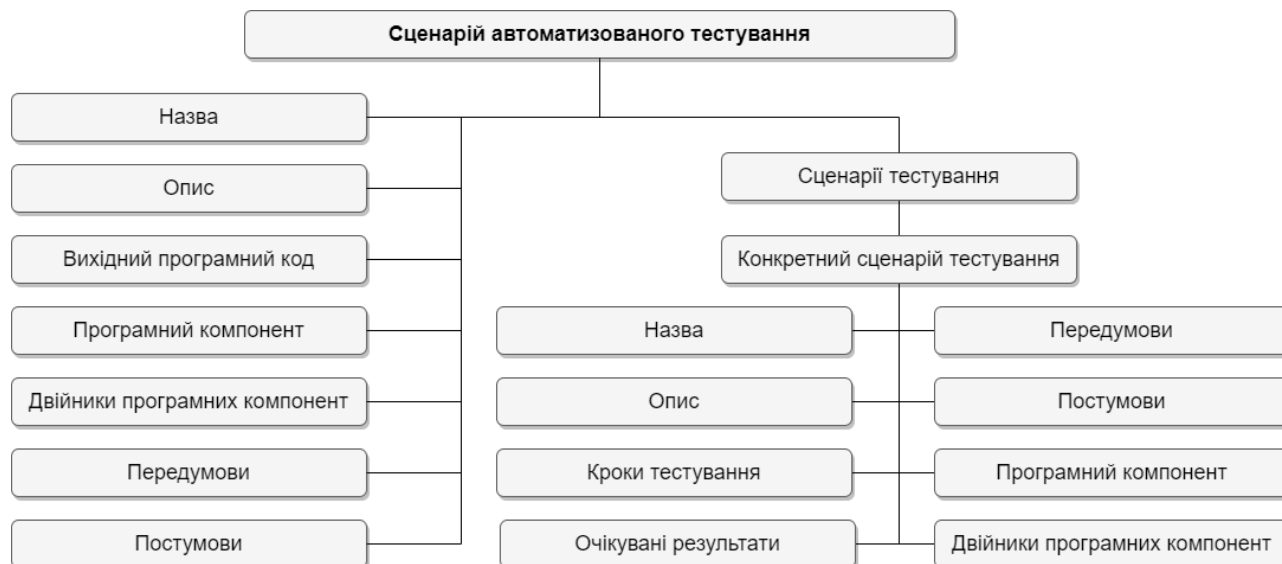 Сценарій автоматизованого тестування
Назва
Опис
Вихідний програмний код
Програмний компонент
Двійники програмних компонент
Передумови
Постумови
Сценарії тестування
Конкретний сценарій тестування
Назва
Опис
Кроки тестування
Очікувані результати
Передумови
Постумови
Програмний компонент
Двійники програмних компонент